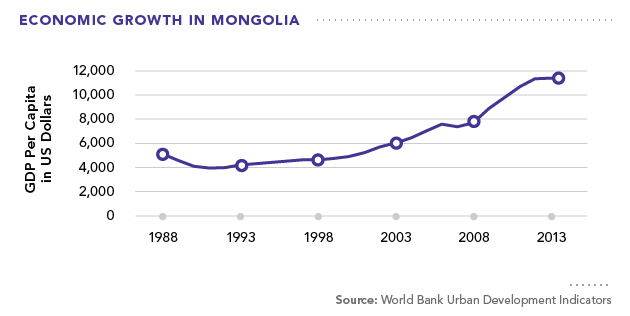 ECONOMIC GROWTH IN MONGOLIA
GDP Per Capita
in US Dollars
12,000
10,000
8,000
6,000
4,000
2,000
0
1988 1993 1998 2003 2008 2013
Source: World Bank Urban Development Indicators